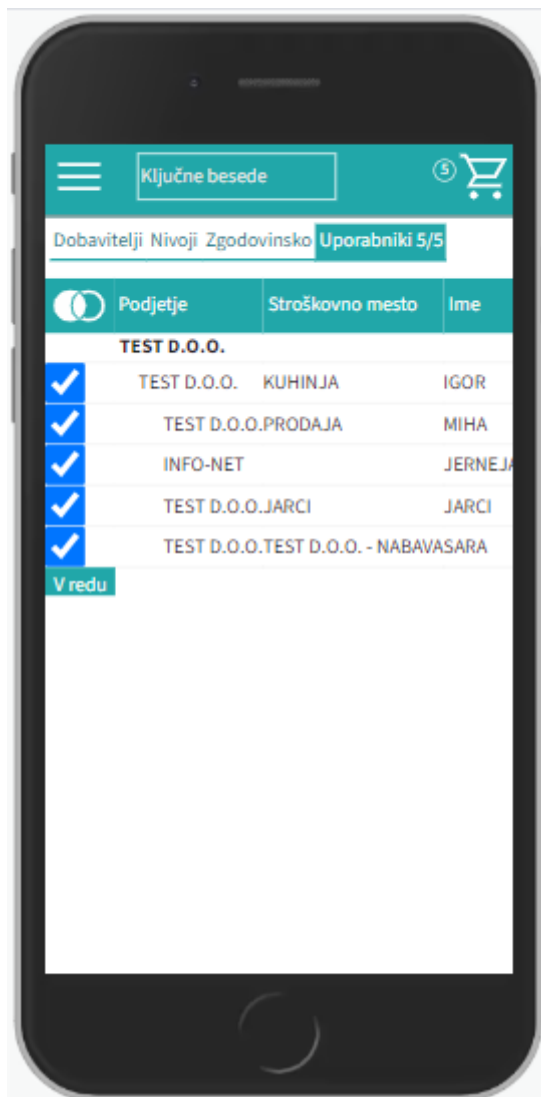 Ključne besede 5
Dobavitelji Nivoji Zgodovinsko Uporabniki 5/5
Podjetje Stroškovno mesto Ime
TEST D.O.O.
TEST D.O.O. KUHINJA IGOR
TEST D.O.O. PRODAJA MIHA
INFO-NET JERNEJA
TEST D.O.O. JARCI JARCI
TEST D.O.O. TEST D.O.O. - NABAVA SARA
V redu